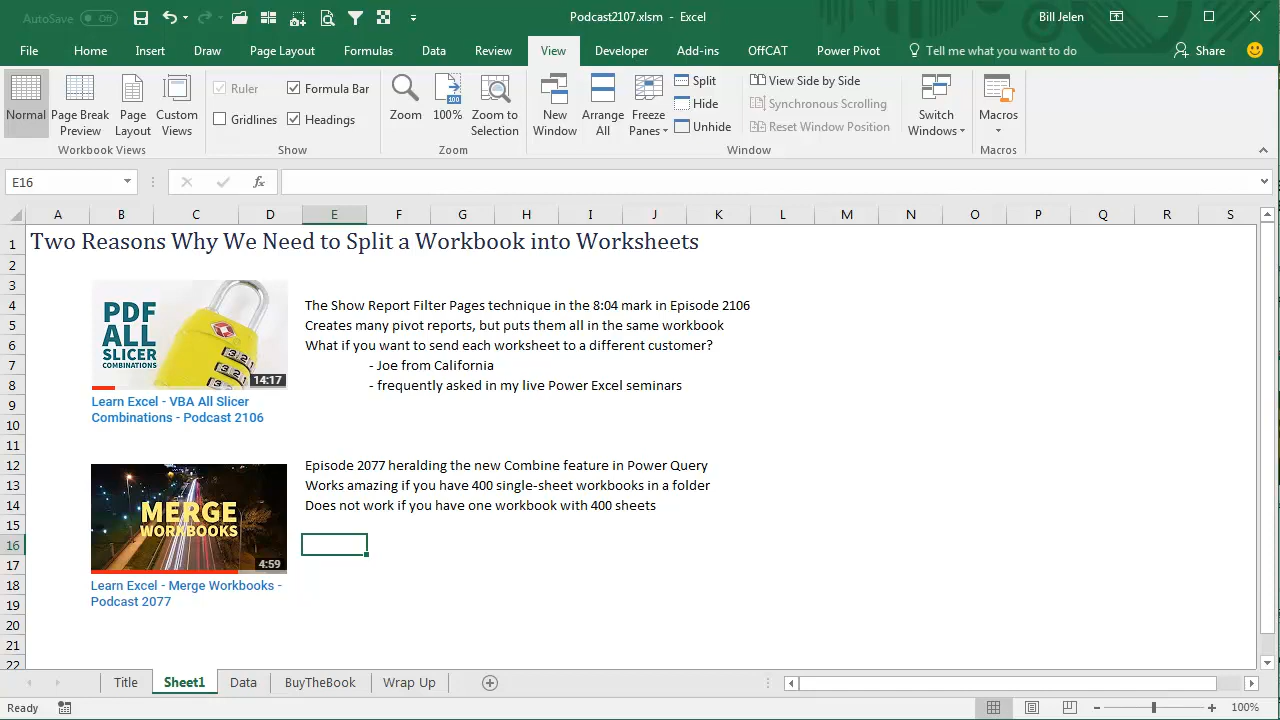 AutoSave Off
Podcast2107.xlsm - Excel
Bill Jelen
File Home Insert Draw Page Layout Formulas Data Review View Developer Add-ins OffCAT Power Pivot Tell me what you want to do Share
Normal
Page Break Preview
Page Layout
Custom Views
Workbook Views
Ruler
Formula Bar
Gridlines
Headings
Show
Zoom
100
100%
Zoom to Selection
Zoom
New Window
Arrange All
Freeze Panes
Split
Hide
Unhide
View Side by Side
Synchronous Scrolling
Reset Window Position
Window
Switch Windows
Macros
Macros
E16
fx
A B C D E F G H I J K L M N O P Q R S
1
Two Reasons Why We Need to Split a Workbook into Worksheets
2
3
4
The Show Report Filter Pages technique in the 8:04 mark in Episode 2106
5
Creates many pivot reports, but puts them all in the same workbook
6
What if you want to send each worksheet to a different customer?
7
- Joe from California
8
- frequently asked in my live Power Excel seminars
PDF
ALL
SLICER
COMBINATIONS
321
321
321
14:17
9
Learn Excel - VBA All Slicer
10
Combinations - Podcast 2106
11
12
Episode 2077 heralding the new Combine feature in Power Query
13
Works amazing if you have 400 single-sheet workbooks in a folder
14
Does not work if you have one workbook with 400 sheets
MERGE
WORKBOOKS
4:59
15
16
17
18
Learn Excel - Merge Workbooks -
19
Podcast 2077
20
21
22
Title Sheet1 Data BuyTheBook Wrap Up
Ready
100%